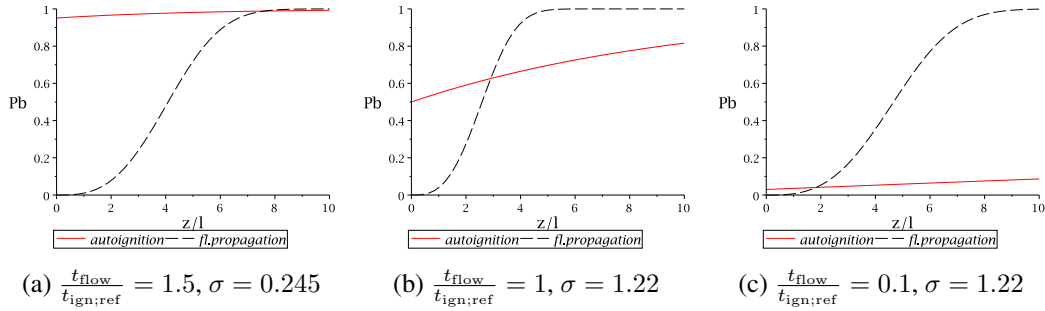 1
0.8
0.6
Pb
0.4
0.2
0
0 2 4 6 8 10
z/l
autoignition fl.propagation
(a) t_flow/t_ign;ref = 1.5, σ = 0.245
1
0.8
0.6
Pb
0.4
0.2
0
0 2 4 6 8 10
z/l
autoignition fl.propagation
(b) t_flow/t_ign;ref = 1, σ = 1.22
1
0.8
0.6
Pb
0.4
0.2
0
0 2 4 6 8 10
z/l
autoignition fl.propagation
(c) t_flow/t_ign;ref = 0.1, σ = 1.22